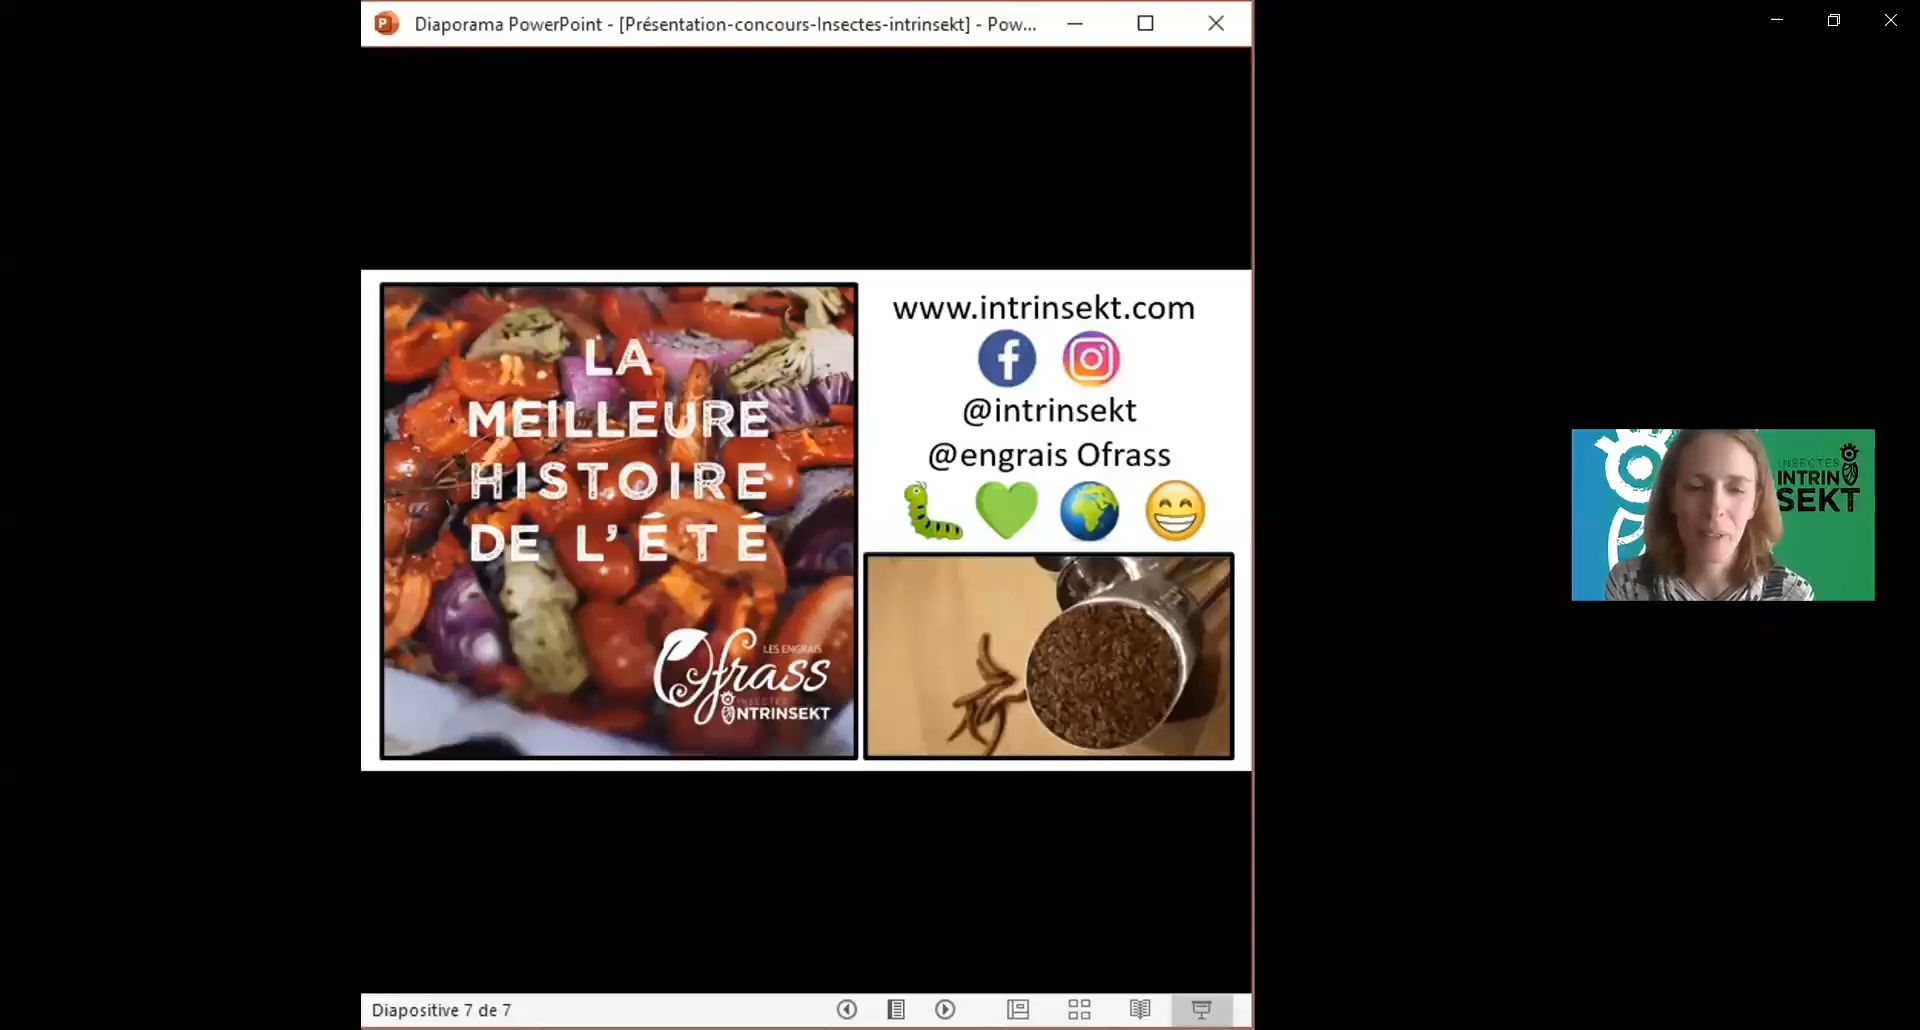 Diaporama PowerPoint - [Présentation-concours-Insectes-intrinsekt] - Pow...
LA
MEILLEURE
HISTOIRE
DE L'ÉTÉ
LES ENGRAIS
Ofrass
INSECTES
INTRINSEKT
www.intrinsekt.com
@intrinsekt
@engrais Ofrass
INSECTES
INTRIN
SEKT
Diapositive 7 de 7